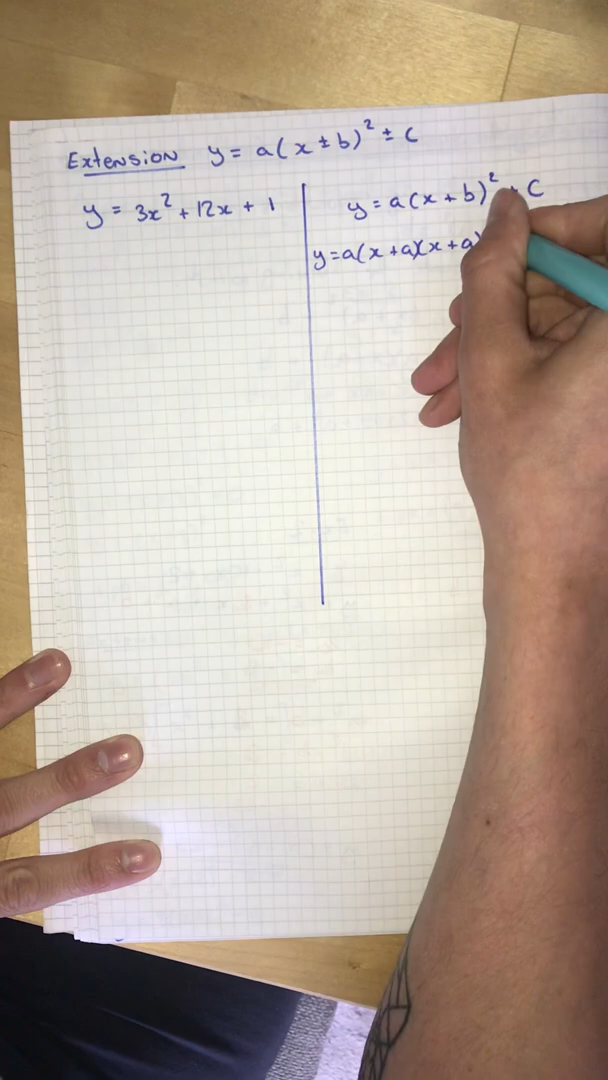 Extension y = a(x ± b)² ± c
y = 3x² + 12x + 1
y = a(x + b)² + c
y = a(x + a)(x + a)